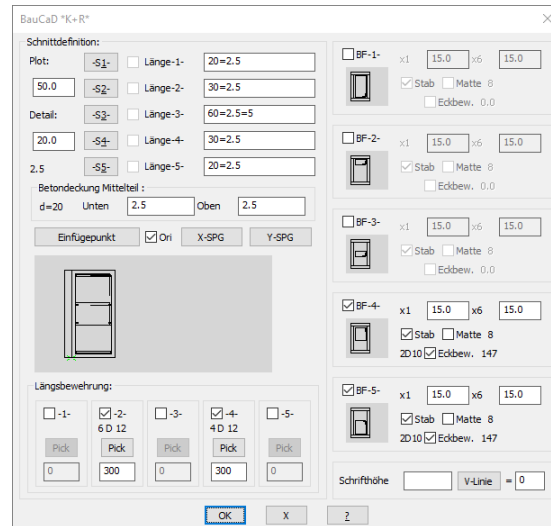 BauCaD *K+R*
Schnittdefinition:
Plot:
-S1-
Länge-1-
20=2.5
50.0
-S2-
Länge-2-
30=2.5
Detail:
-S3-
Länge-3-
60=2.5=5
20.0
-S4-
Länge-4-
30=2.5
2.5
-S5-
Länge-5-
20=2.5
Betondeckung Mittelteil :
d=20 Unten 2.5 Oben 2.5
Einfügepunkt Ori X-SPG Y-SPG
Längsbewehrung:
-1- -2- -3- -4- -5-
6 D 12 4 D 12
Pick Pick Pick Pick Pick
0 300 0 300 0
BF-1- x1 15.0 x6 15.0
Stab Matte 8
Eckbew. 0.0
BF-2- x1 15.0 x6 15.0
Stab Matte 8
Eckbew. 0.0
BF-3- x1 15.0 x6 15.0
Stab Matte 8
Eckbew. 0.0
BF-4- x1 15.0 x6 15.0
Stab Matte 8
2D10 Eckbew. 147
BF-5- x1 15.0 x6 15.0
Stab Matte 8
2D10 Eckbew. 147
Schrifthöhe V-Linie = 0
OK X ?